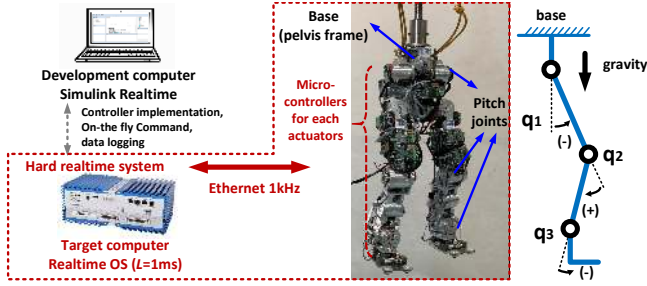 Development computer
Simulink Realtime
Controller implementation,
On-the fly Command,
data logging
Hard realtime system
Ethernet 1kHz
Target computer
Realtime OS (L=1ms)
Base
(pelvis frame)
Micro-
controllers
for each
actuators
Pitch
joints
base
gravity
q1
(-)
q2
(+)
q3
(-)